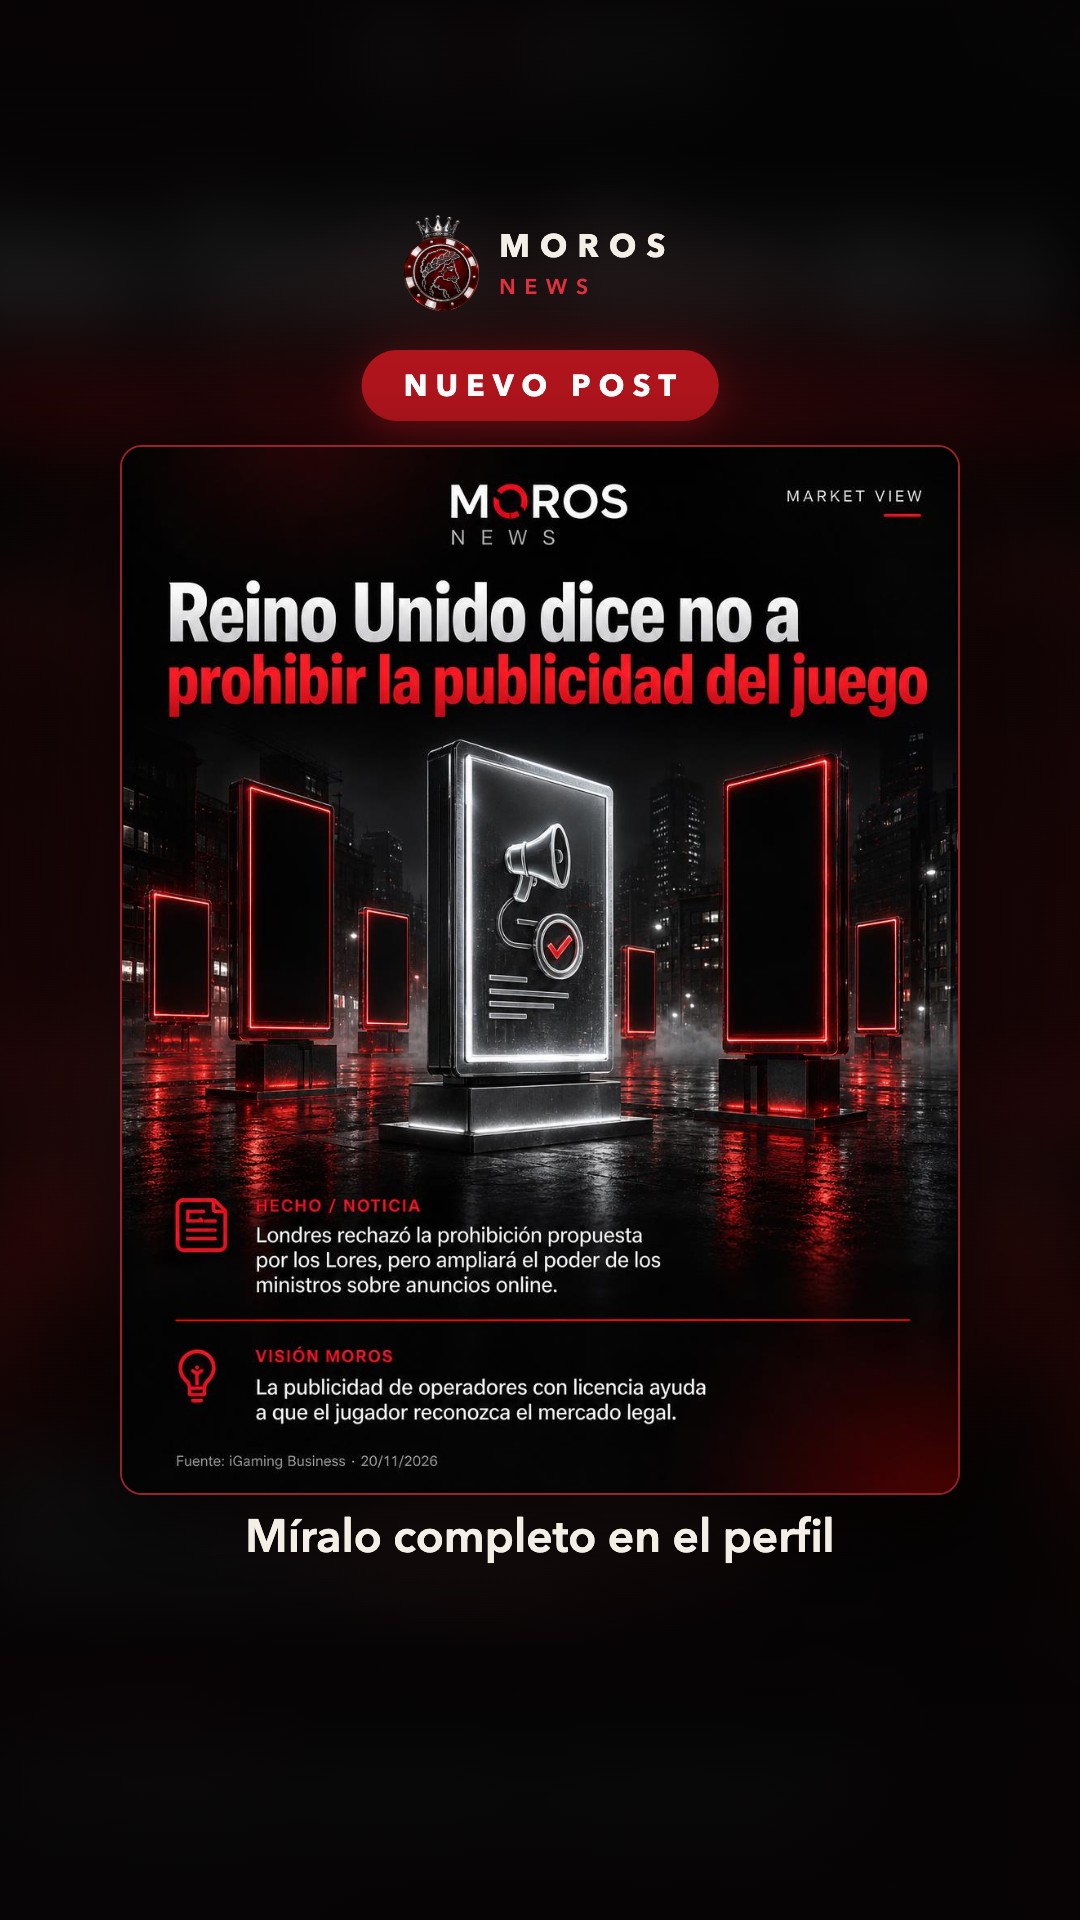 MOROS
NEWS
NUEVO POST
MOROS
NEWS
MARKET VIEW
Reino Unido dice no a
prohibir la publicidad del juego
HECHO / NOTICIA
Londres rechazó la prohibición propuesta
por los Lores, pero ampliará el poder de los
ministros sobre anuncios online.
VISIÓN MOROS
La publicidad de operadores con licencia ayuda
a que el jugador reconozca el mercado legal.
Fuente: iGaming Business · 20/11/2026
Míralo completo en el perfil